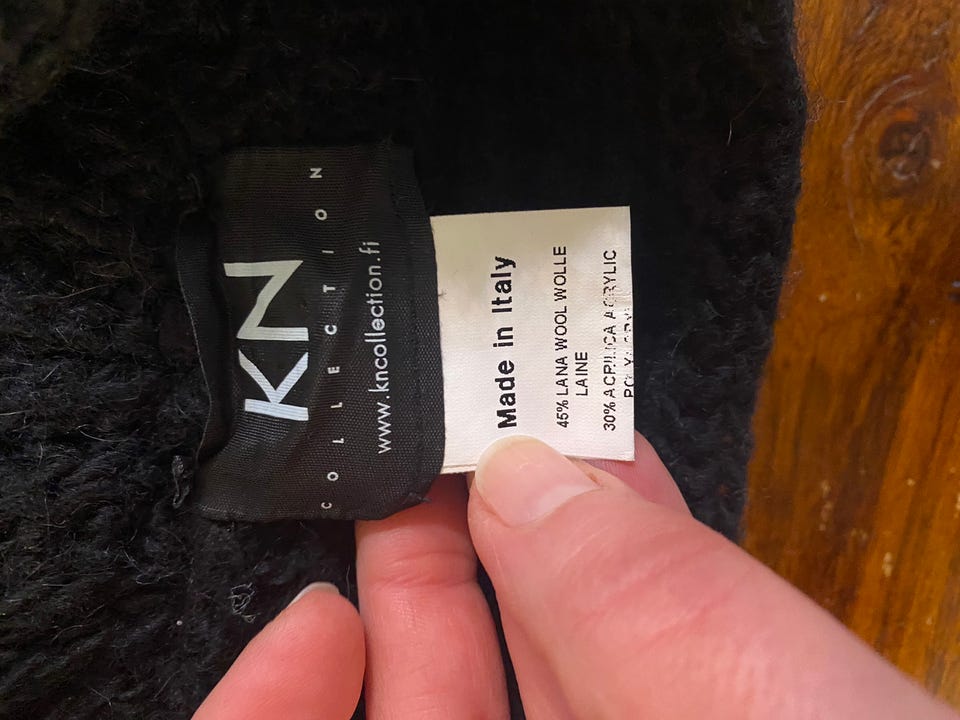 KN
COLLECTION
www.kncollection.fi
Made in Italy
45% LANA WOOL WOLLE
LAINE
30% ACRILICA ACRYLIC